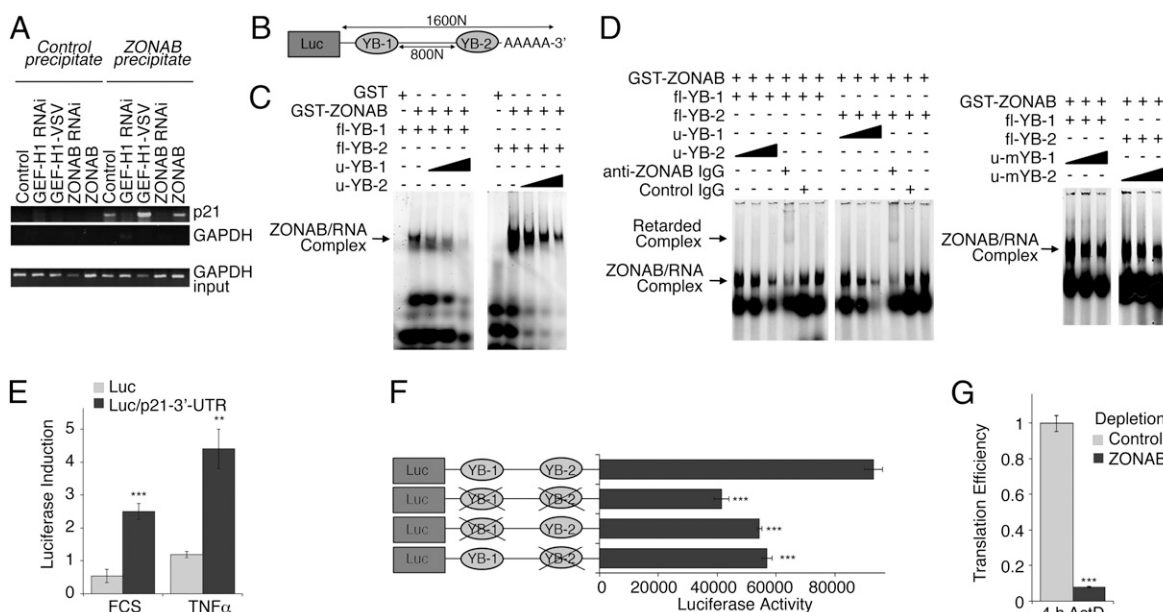 A
Control precipitate
ZONAB precipitate
Control
GEF-H1 RNAi
GEF-H1-VSV
ZONAB RNAi
ZONAB
Control
GEF-H1 RNAi
GEF-H1-VSV
ZONAB RNAi
ZONAB
p21
GAPDH
GAPDH input
B
1600N
Luc
YB-1
YB-2
AAAAA-3'
800N
C
GST + - - - - + - - - -
GST-ZONAB - + + + + - + + + +
fl-YB-1 + + + + + - - - - -
fl-YB-2 - - - - - + + + + +
u-YB-1 - - - - - - -
u-YB-2 - - - - - - -
ZONAB/RNA Complex
D
GST-ZONAB + + + + + + + + + + + +
fl-YB-1 + + + + + + - - - - - -
fl-YB-2 - - - - - - + + + + + +
u-YB-1 - - - - - - - - -
u-YB-2 - - - - - - - - -
anti-ZONAB IgG - - - + - - - - - + - -
Control IgG - - - - + - - - - - + -
Retarded Complex
ZONAB/RNA Complex
GST-ZONAB + + + + + +
fl-YB-1 + + + - - -
fl-YB-2 - - - + + +
u-mYB-1 - - -
u-mYB-2 - - -
ZONAB/RNA Complex
E
Luc
Luc/p21-3'-UTR
Luciferase Induction
5
4
3
2
1
0
***
**
FCS
TNFα
F
Luc YB-1 YB-2
Luc YB-1 YB-2 ***
Luc YB-1 YB-2 ***
Luc YB-1 YB-2 ***
0 20000 40000 60000 80000
Luciferase Activity
G
Depletion
Control
ZONAB
Translation Efficiency
1
0.8
0.6
0.4
0.2
0
***
4 h ActD